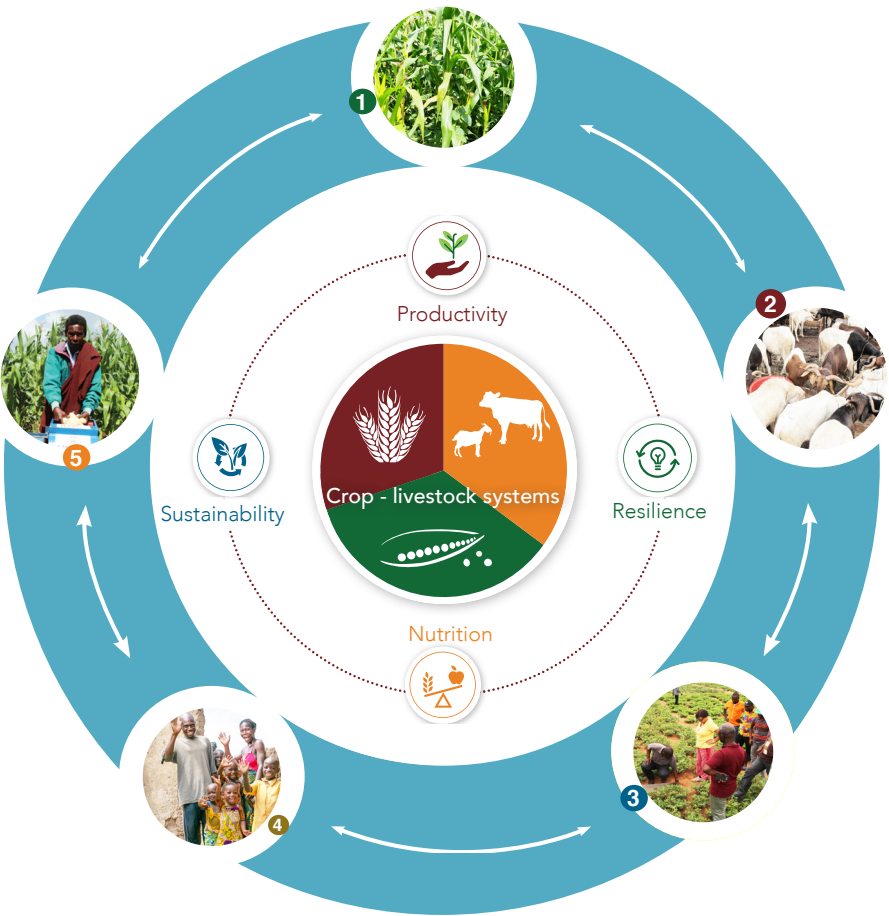 1
2
Productivity
Crop - livestock systems
5
Sustainability
Resilience
Nutrition
3
4